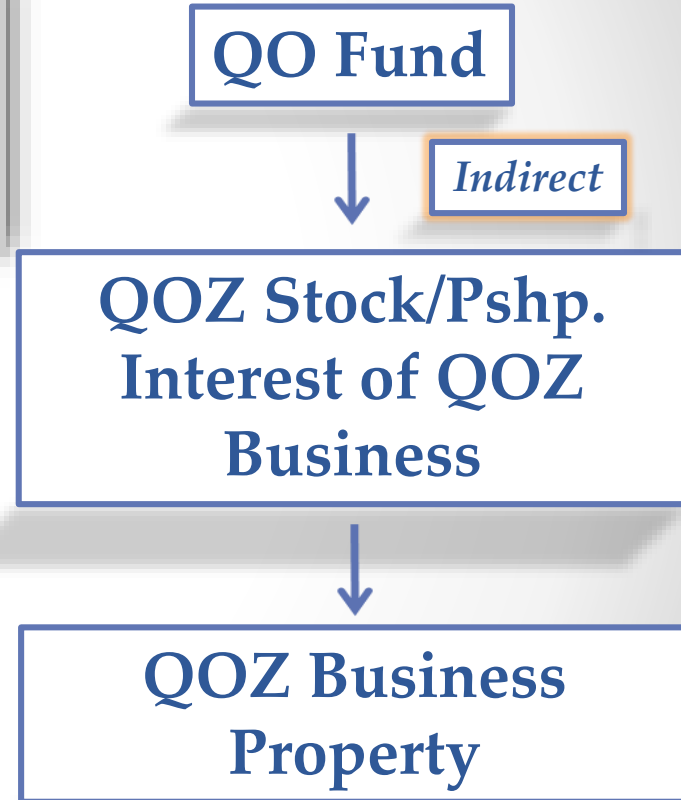 QO Fund
Indirect
QOZ Stock/Pshp.
Interest of QOZ
Business
QOZ Business
Property